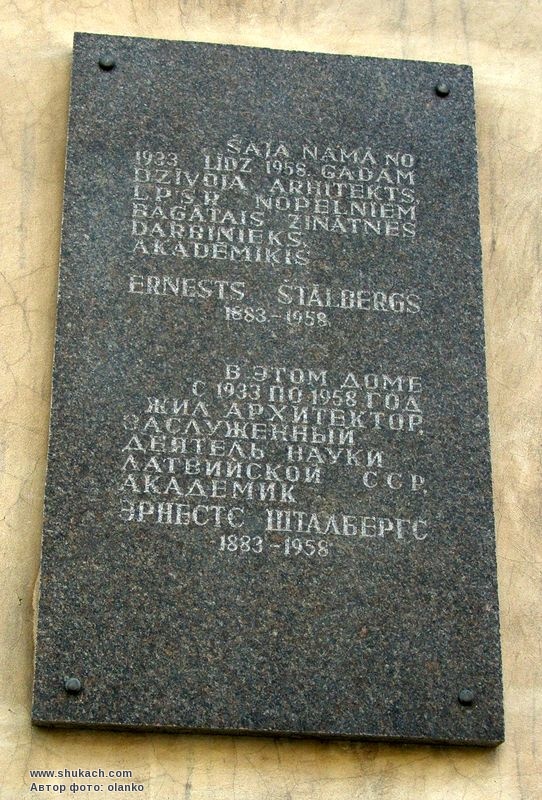 ŠAJĀ NAMĀ NO
1933. LĪDZ 1958. GADAM
DZĪVOJA ARHITEKTS,
LPSR NOPELNIEM
BAGĀTAIS ZINĀTNES
DARBINIEKS,
AKADĒMIĶIS
ERNESTS ŠTĀLBERGS
1883-1958
В ЭТОМ ДОМЕ
С 1933 ПО 1958 ГОД
ЖИЛ АРХИТЕКТОР
ЗАСЛУЖЕННЫЙ
ДЕЯТЕЛЬ НАУКИ
ЛАТВИЙСКОЙ ССР,
АКАДЕМИК
ЭРНЕСТС ШТАЛБЕРГС
1883-1958
www.shukach.com
Автор фото: olanko